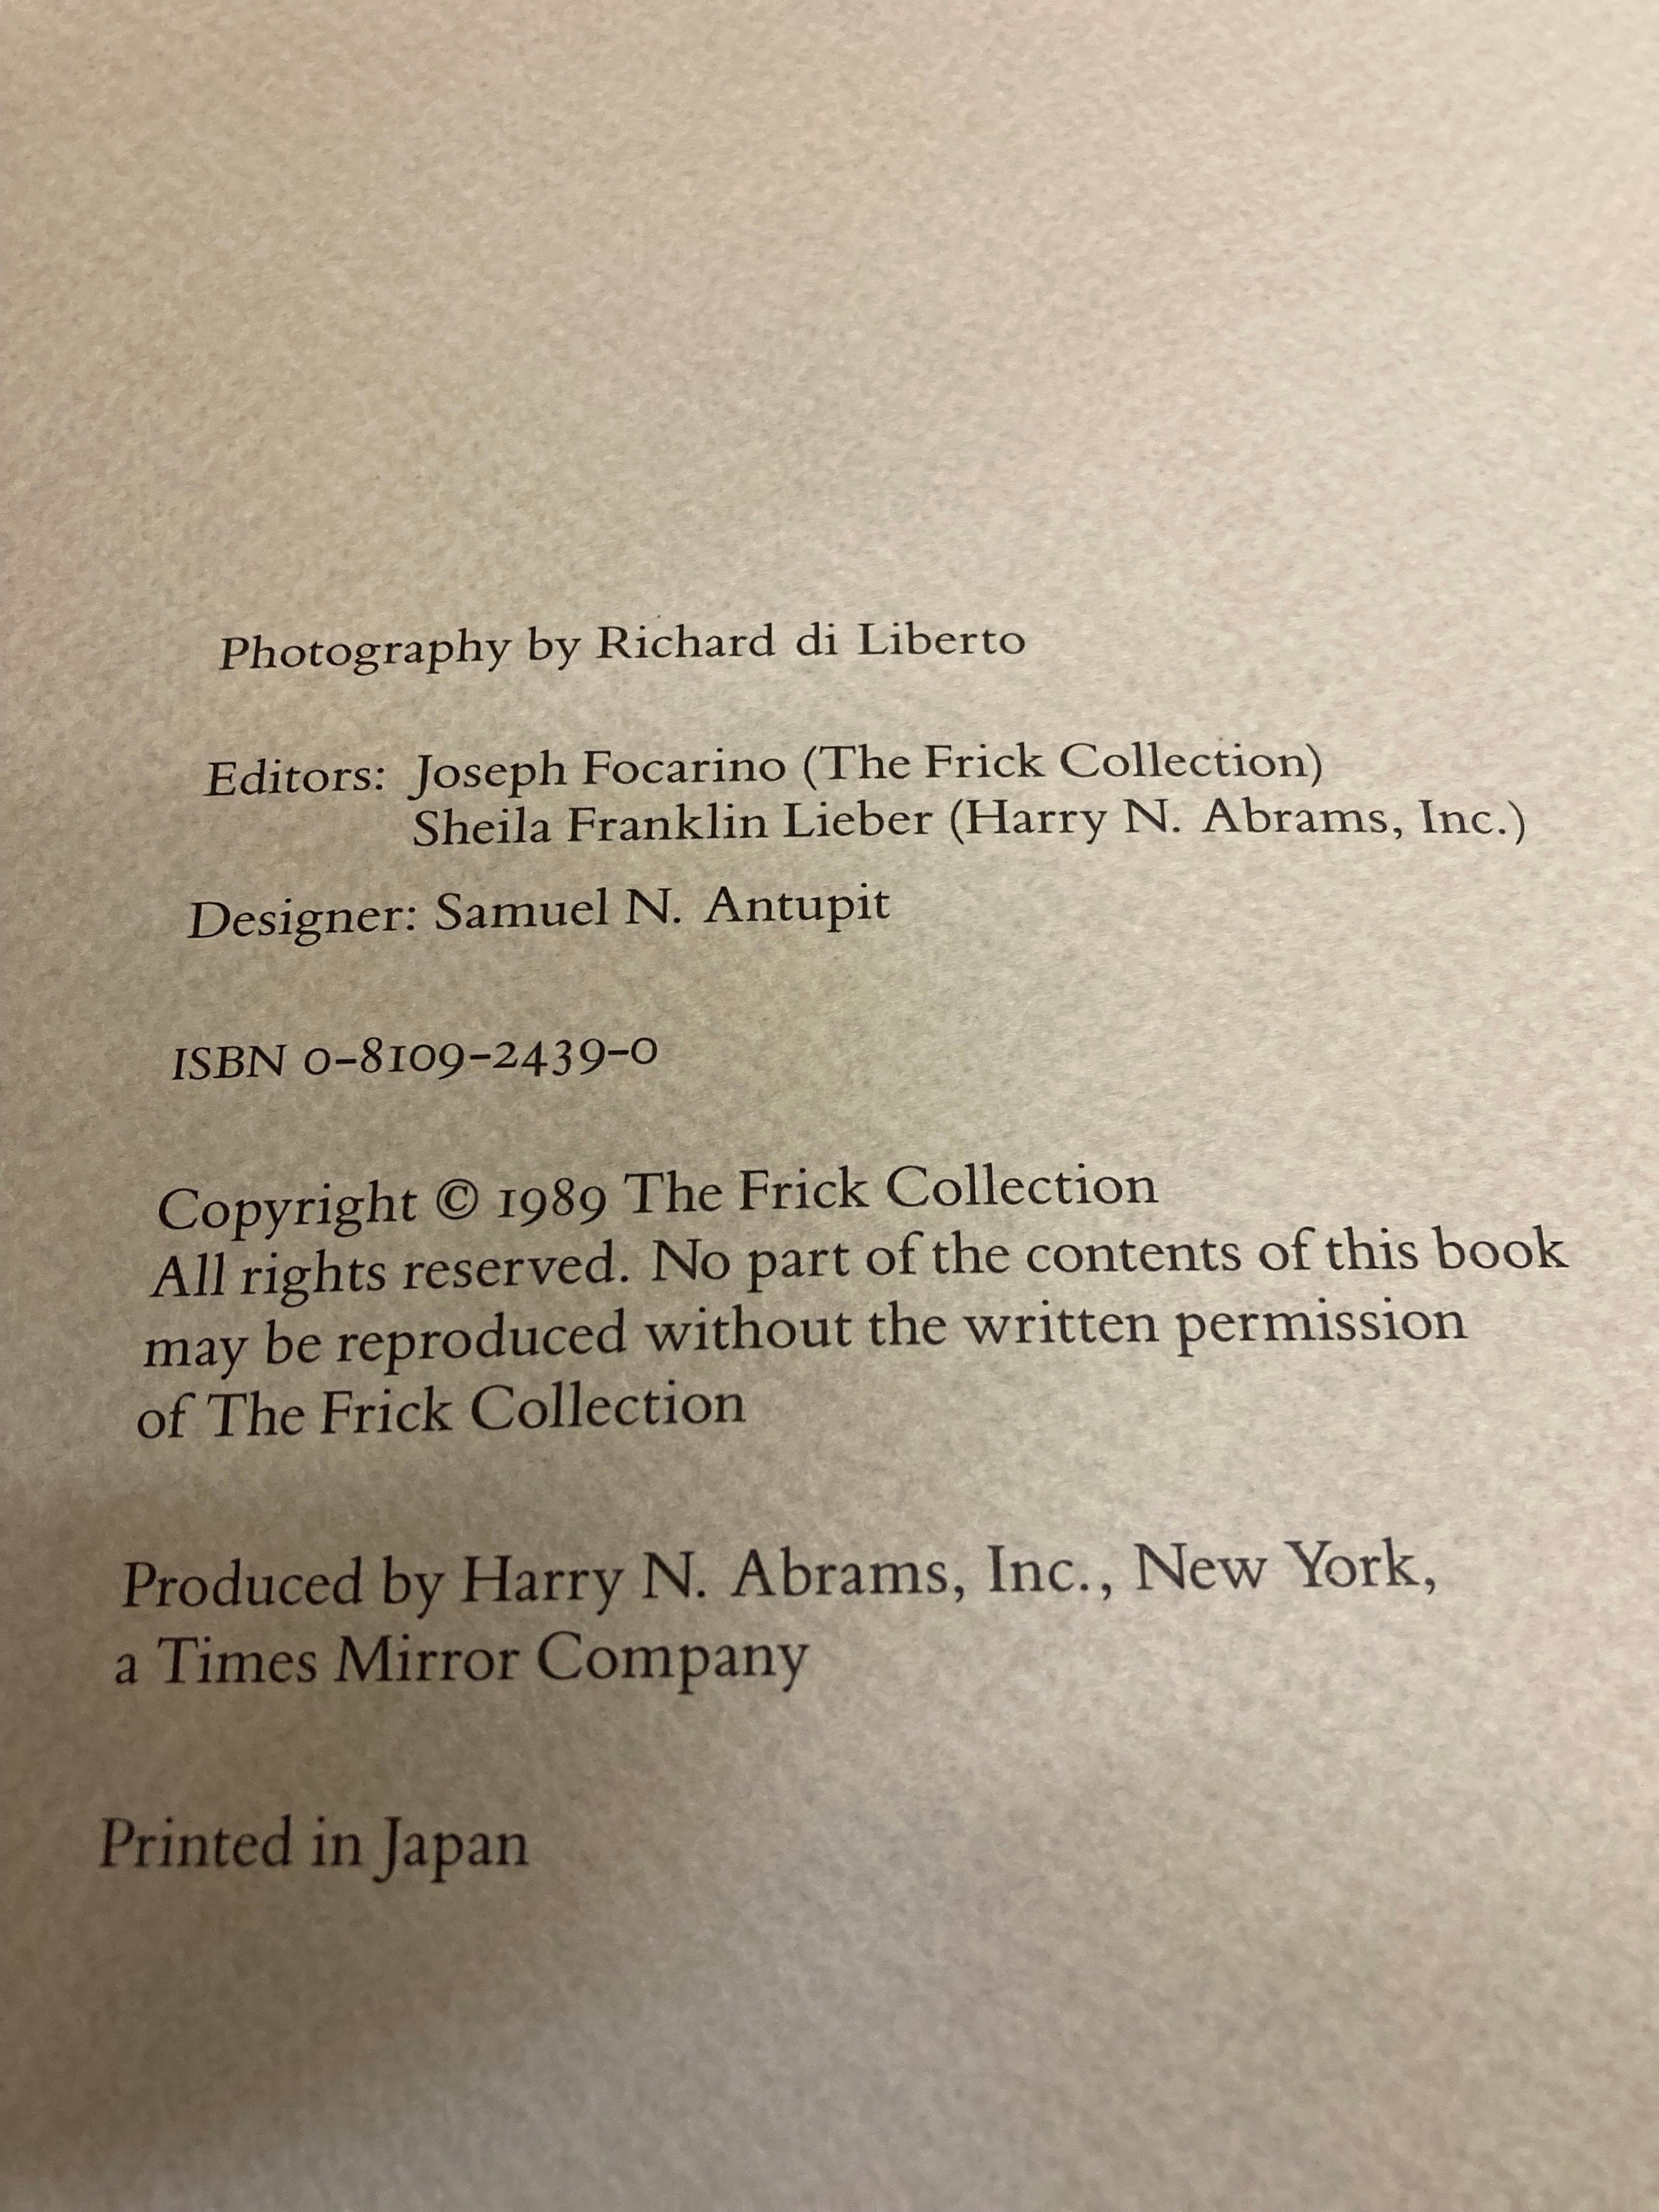 Photography by Richard di Liberto
Editors: Joseph Focarino (The Frick Collection)
Sheila Franklin Lieber (Harry N. Abrams, Inc.)
Designer: Samuel N. Antupit
ISBN 0-8109-2439-0
Copyright © 1989 The Frick Collection
All rights reserved. No part of the contents of this book
may be reproduced without the written permission
of The Frick Collection
Produced by Harry N. Abrams, Inc., New York,
a Times Mirror Company
Printed in Japan